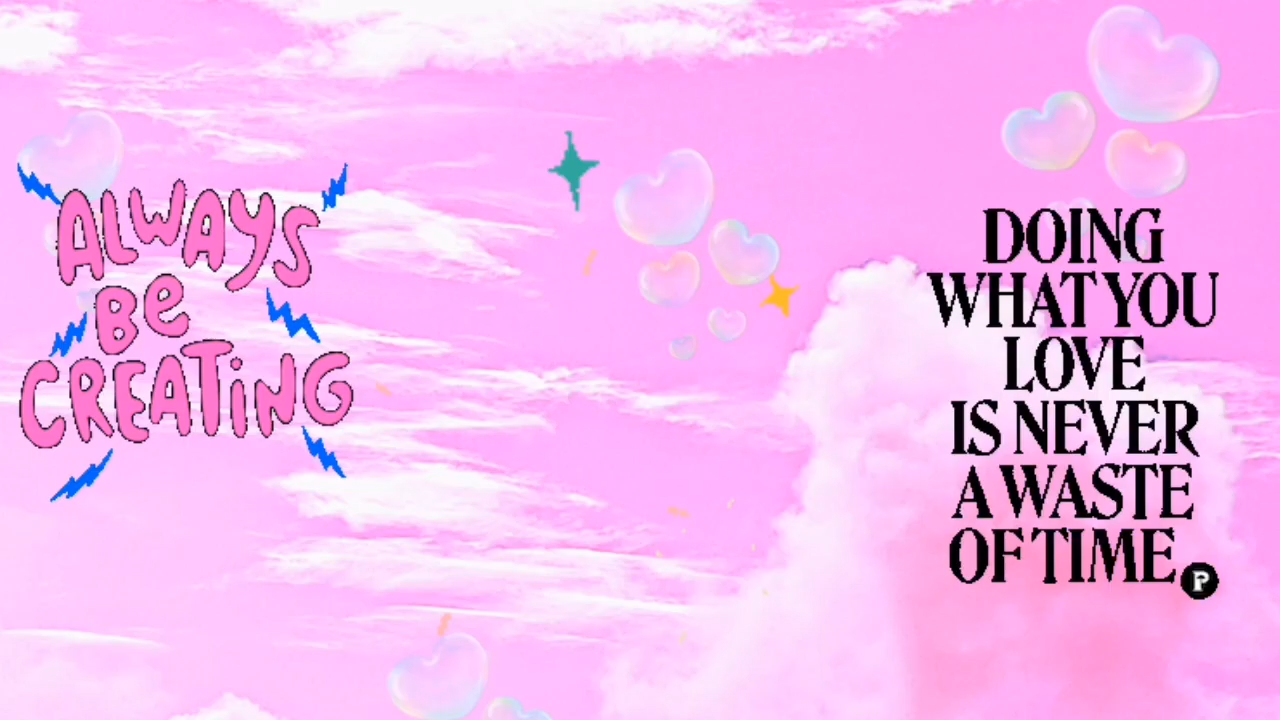 ALWAYS
Be
CREATiNG
DOING
WHAT YOU
LOVE
IS NEVER
A WASTE
OF TIME.
P